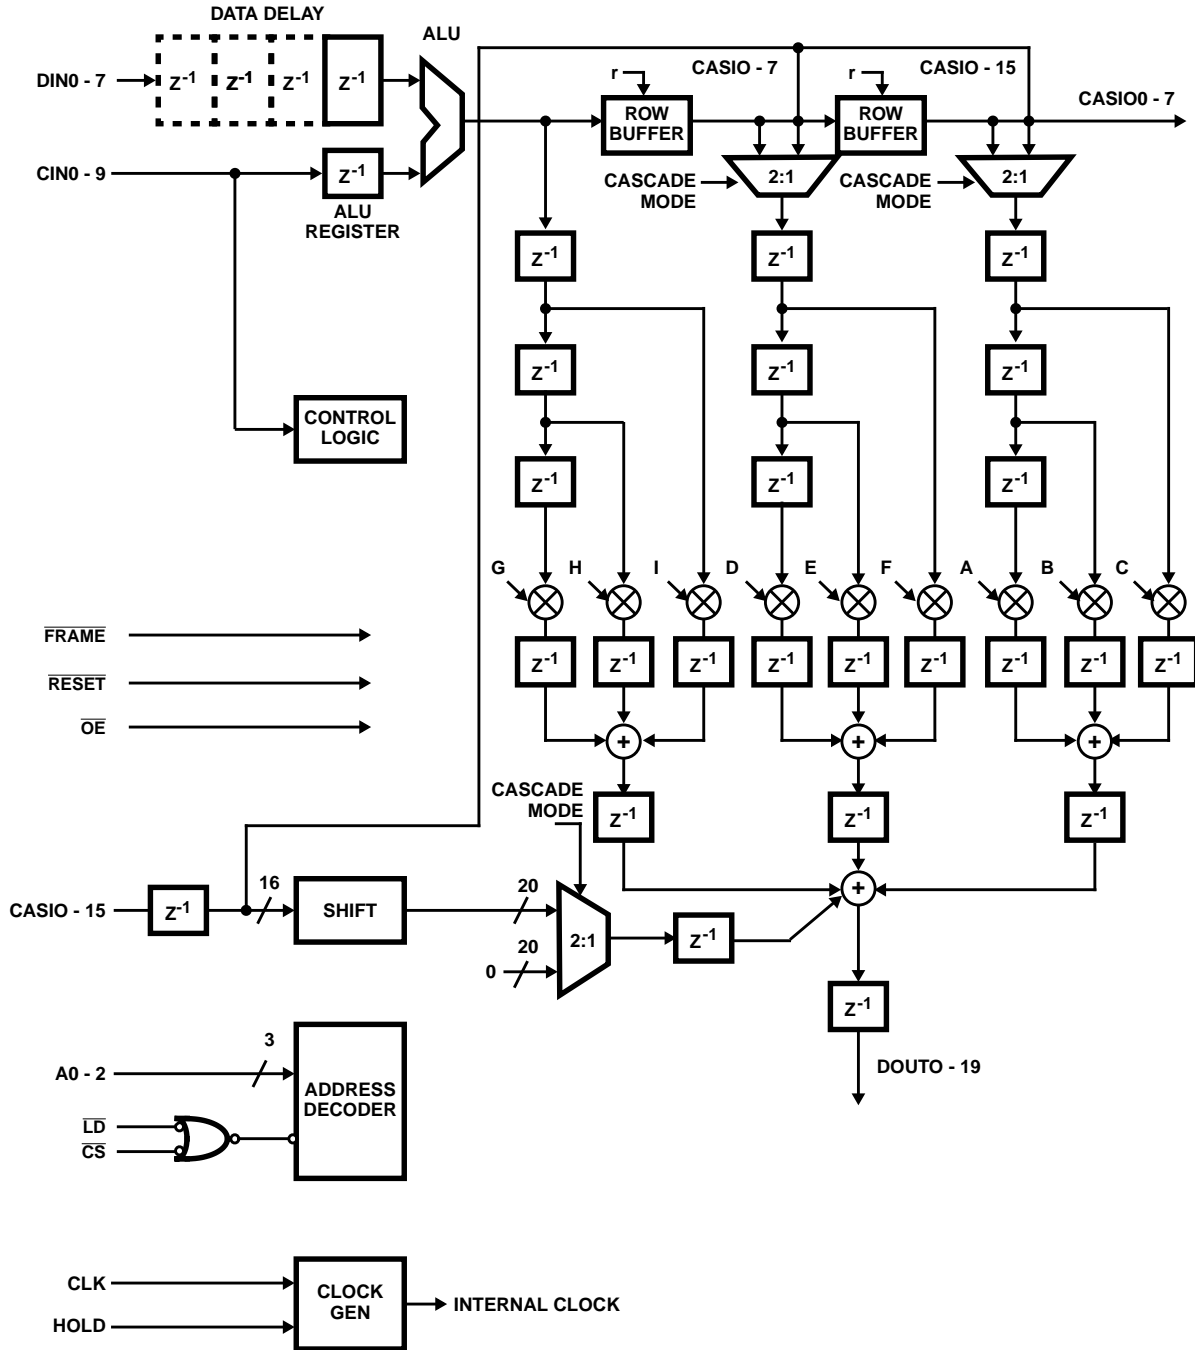 DATA DELAY
ALU
DIN0 - 7
Z-1
Z-1
Z-1
Z-1
CASIO - 7
CASIO - 15
r
ROW
BUFFER
r
ROW
BUFFER
CASIO0 - 7
CIN0 - 9
Z-1
ALU
REGISTER
CASCADE
MODE
2:1
CASCADE
MODE
2:1
Z-1
Z-1
Z-1
Z-1
Z-1
Z-1
CONTROL
LOGIC
Z-1
Z-1
Z-1
G
H
I
D
E
F
A
B
C
FRAME
RESET
OE
Z-1
Z-1
Z-1
Z-1
Z-1
Z-1
Z-1
Z-1
Z-1
+
+
+
CASCADE
MODE
Z-1
Z-1
Z-1
CASIO - 15
Z-1
16
SHIFT
20
0
20
2:1
Z-1
+
Z-1
DOUTO - 19
A0 - 2
3
ADDRESS
DECODER
LD
CS
CLK
HOLD
CLOCK
GEN
INTERNAL CLOCK